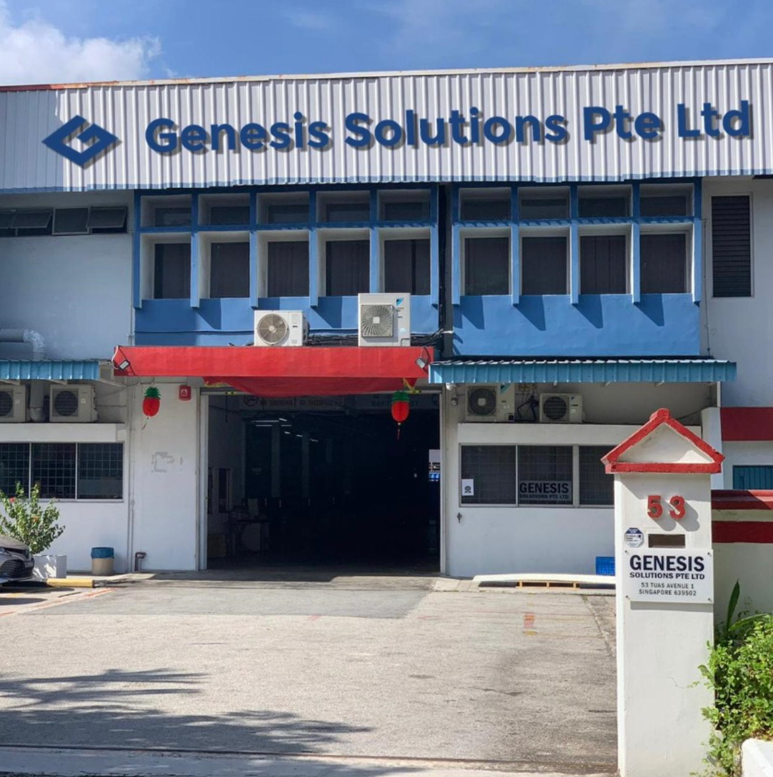 Genesis Solutions Pte Ltd
GENESIS
SOLUTIONS PTE LTD
53
GENESIS
SOLUTIONS PTE LTD
53 TUAS AVENUE 1
SINGAPORE 639502